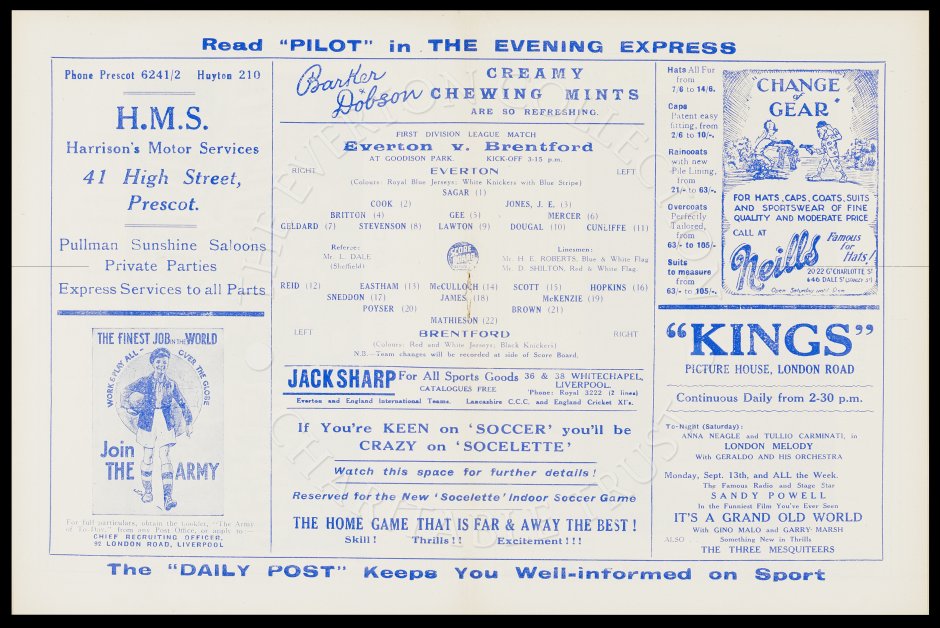 Read "PILOT" in THE EVENING EXPRESS
Phone Prescot 6241/2 Huyton 210
H.M.S.
Harrison's Motor Services
41 High Street,
Prescot.
Pullman Sunshine Saloons
Private Parties
Express Services to all Parts
THE FINEST JOB IN THE WORLD
WORK & PLAY ALL OVER THE GLOBE
Join
THE ARMY
For full particulars, obtain the booklet, "The Army
of To-Day," from any Post Office, or apply to—
CHIEF RECRUITING OFFICER,
92 LONDON ROAD, LIVERPOOL
Barker & Dobson
CREAMY
CHEWING MINTS
ARE SO REFRESHING.
FIRST DIVISION LEAGUE MATCH
Everton v. Brentford
AT GOODISON PARK. KICK-OFF 3-15 p.m.
RIGHT EVERTON LEFT
(Colours: Royal Blue Jerseys; White Knickers with Blue Stripe)
SAGAR (1)
COOK (2) JONES, J. E. (3)
BRITTON (4) GEE (5) MERCER (6)
GELDARD (7) STEVENSON (8) LAWTON (9) DOUGAL (10) CUNLIFFE (11)
Referee:
Mr. L. DALE
(Sheffield)
Linesmen:
Mr. H E. ROBERTS, Blue & White Flag
Mr. D. SHILTON, Red & White Flag.
REID (12) EASTHAM (13) McCULLOCH (14) SCOTT (15) HOPKINS (16)
SNEDDON (17) JAMES (18) McKENZIE (19)
POYSER (20) BROWN (21)
MATHIESON (22)
LEFT BRENTFORD RIGHT
(Colours: Red and White Jerseys; Black Knickers)
N.B.—Team changes will be recorded at side of Score Board.
JACK SHARP For All Sports Goods 36 & 38 WHITECHAPEL,
LIVERPOOL.
CATALOGUES FREE 'Phone: Royal 3222 (2 lines)
Everton and England International Teams. Lancashire C.C.C. and England Cricket XI's.
If You're KEEN on 'SOCCER' you'll be
CRAZY on 'SOCELETTE'
Watch this space for further details!
Reserved for the New 'Socelette' Indoor Soccer Game
THE HOME GAME THAT IS FAR & AWAY THE BEST!
Skill! Thrills!! Excitement!!!
Hats All Fur
from
7/6 to 14/6.
Caps
Patent easy
fitting, from
2/6 to 10/-.
Raincoats
with new
Pile Lining,
from
21/- to 63/-.
Overcoats
Perfectly
Tailored,
from
63/- to 105/-
Suits
to measure
from
63/- to 105/-.
"CHANGE
of
GEAR"
FOR HATS, CAPS, COATS, SUITS
AND SPORTSWEAR OF FINE
QUALITY AND MODERATE PRICE
CALL AT
Neills
Famous
for
Hats!
20-22 Gt CHARLOTTE ST
Open Saturday until 9 p.m.
"KINGS"
PICTURE HOUSE, LONDON ROAD
Continuous Daily from 2-30 p.m.
To-Night (Saturday):
ANNA NEAGLE and TULLIO CARMINATI, in
LONDON MELODY
With GERALDO AND HIS ORCHESTRA
Monday, Sept. 13th, and ALL the Week.
The Famous Radio and Stage Star
SANDY POWELL
In the Funniest Film You've Ever Seen
IT'S A GRAND OLD WORLD
With GINO MALO and GARRY MARSH
ALSO . . Something New in Thrills
THE THREE MESQUITEERS
The "DAILY POST" Keeps You Well-informed on Sport